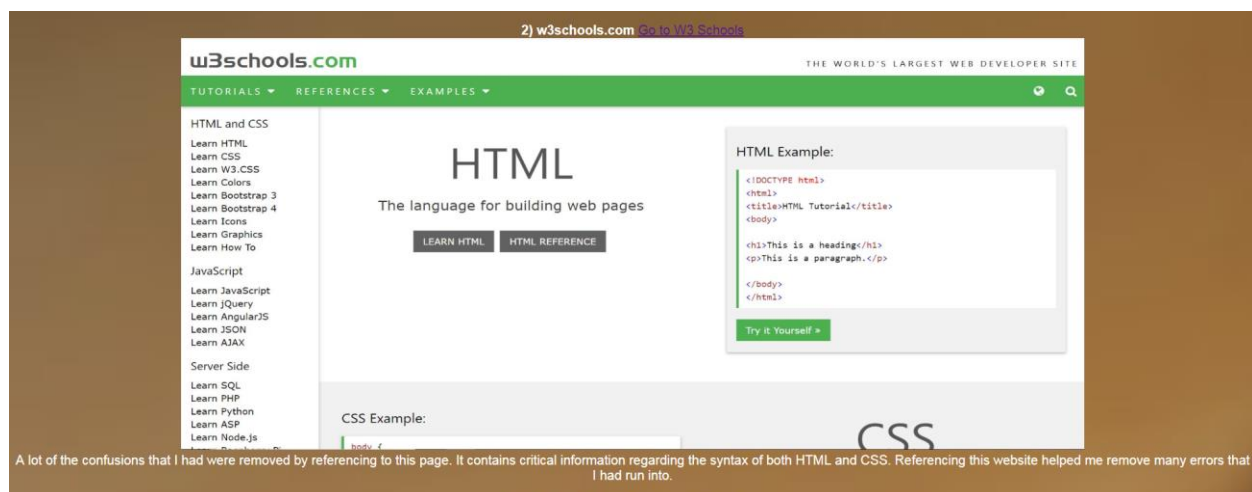 2) w3schools.com Go to W3 Schools
w3schools.com
THE WORLD'S LARGEST WEB DEVELOPER SITE
TUTORIALS REFERENCES EXAMPLES
HTML and CSS
Learn HTML
Learn CSS
Learn W3.CSS
Learn Colors
Learn Bootstrap 3
Learn Bootstrap 4
Learn Icons
Learn Graphics
Learn How To
JavaScript
Learn JavaScript
Learn jQuery
Learn AngularJS
Learn JSON
Learn AJAX
Server Side
Learn SQL
Learn PHP
Learn Python
Learn ASP
Learn Node.js
HTML
The language for building web pages
LEARN HTML HTML REFERENCE
HTML Example:
<!DOCTYPE html>
<html>
<title>HTML Tutorial</title>
<body>
<h1>This is a heading</h1>
<p>This is a paragraph.</p>
</body>
</html>
Try it Yourself »
CSS Example:
body {
CSS
A lot of the confusions that I had were removed by referencing to this page. It contains critical information regarding the syntax of both HTML and CSS. Referencing this website helped me remove many errors that
I had run into.